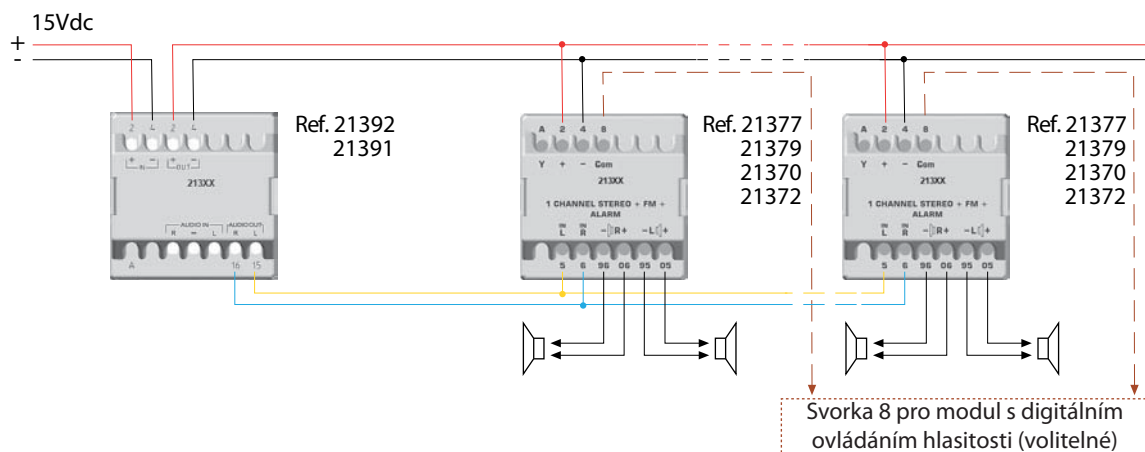 15Vdc
+
-
2 4 2 4
+ − + −
IN OUT
213XX
AUDIO IN AUDIO OUT
R − L R L
A 16 15
Ref. 21392
21391
A 2 4 8
Y + − Com
213XX
1 CHANNEL STEREO + FM +
ALARM
IN L IN R − R + − L +
5 6 96 06 95 05
Ref. 21377
21379
21370
21372
A 2 4 8
Y + − Com
213XX
1 CHANNEL STEREO + FM +
ALARM
IN L IN R − R + − L +
5 6 96 06 95 05
Ref. 21377
21379
21370
21372
Svorka 8 pro modul s digitálním
ovládáním hlasitosti (volitelné)